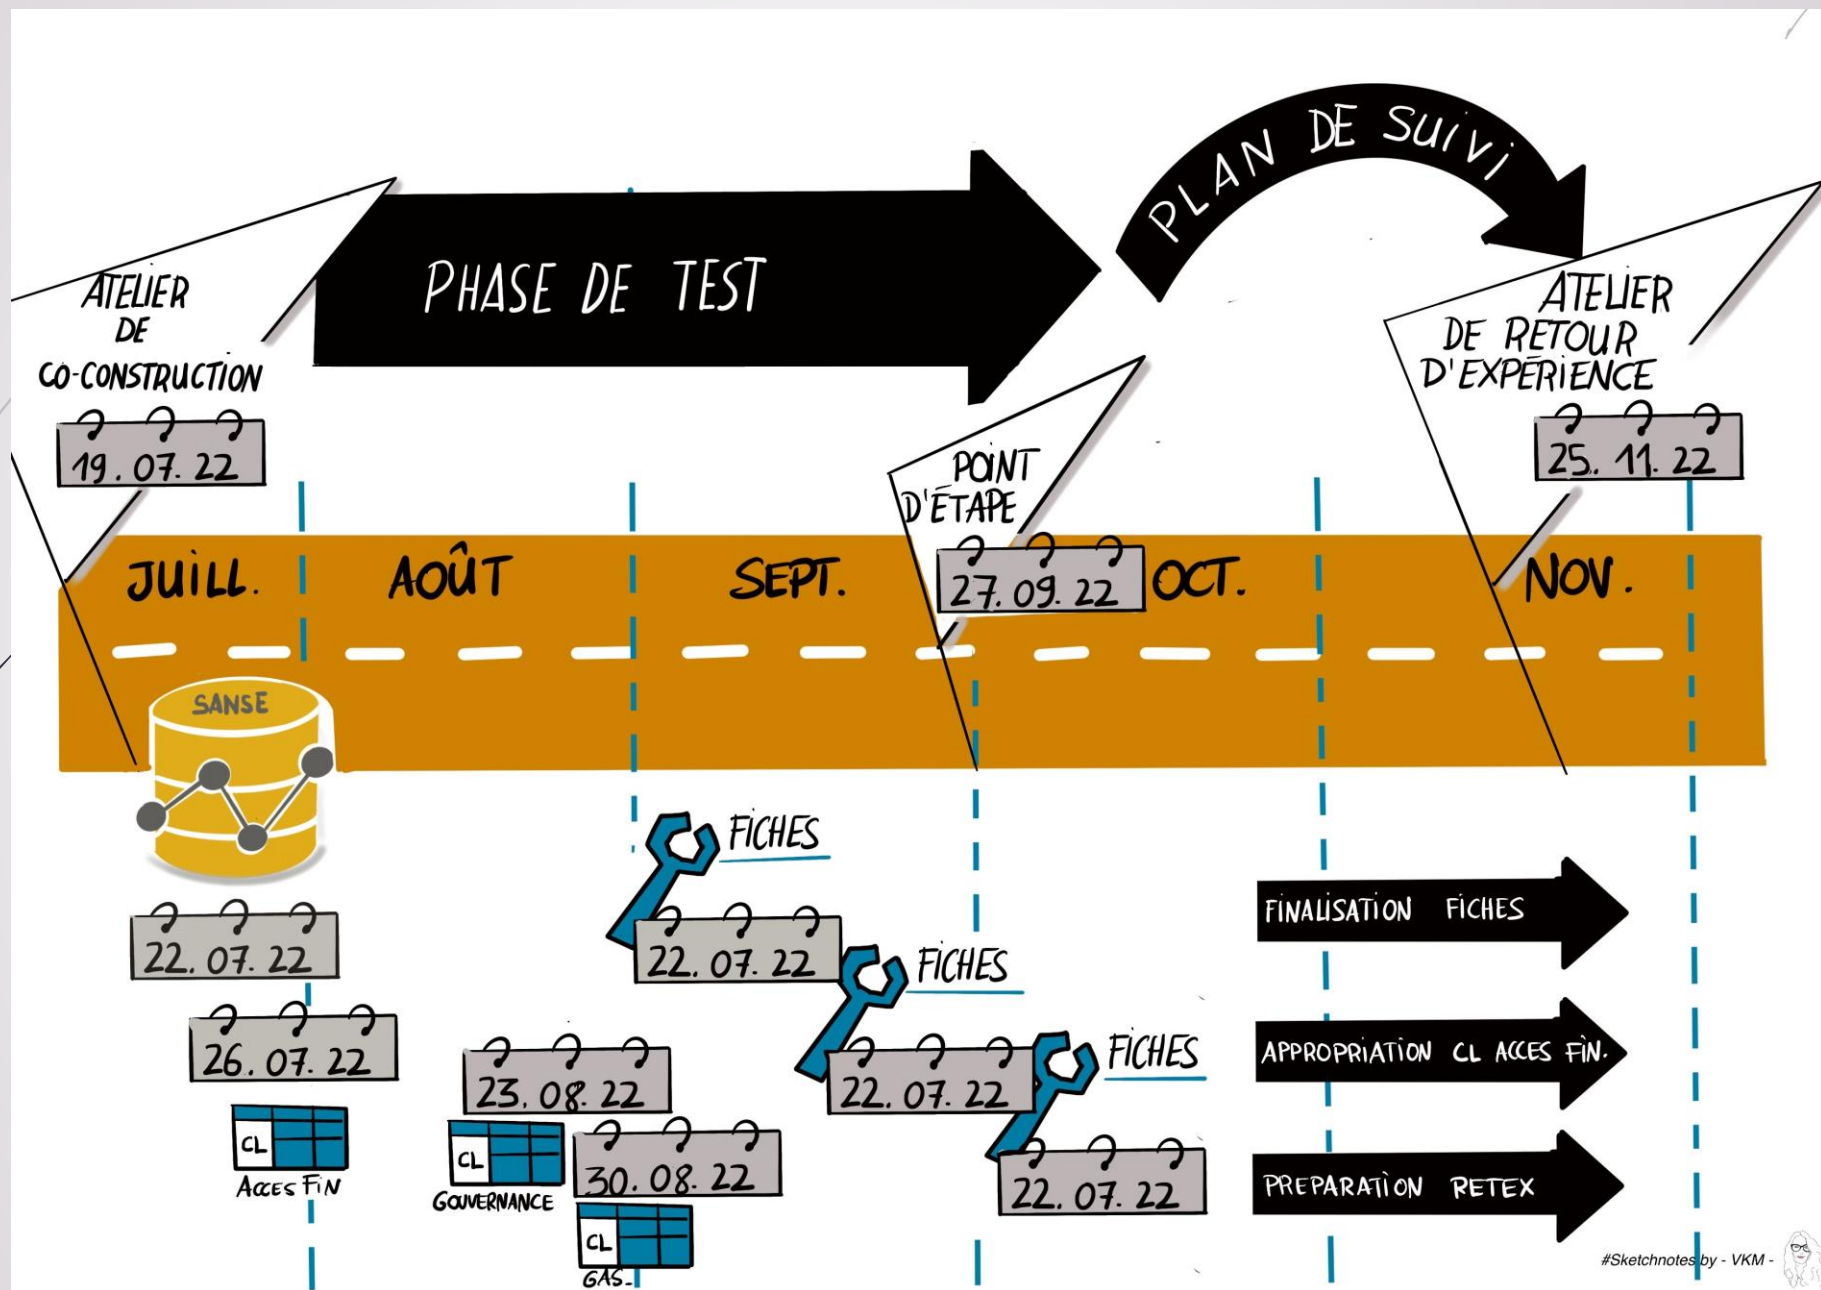 PLAN DE SUIVI
PHASE DE TEST
ATELIER
DE
CO-CONSTRUCTION
19.07.22
ATELIER
DE RETOUR
D'EXPÉRIENCE
25.11.22
POINT
D'ÉTAPE
27.09.22
JUILL.
AOÛT
SEPT.
OCT.
NOV.
SANSE
22.07.22
26.07.22
CL
ACCES FIN
23.08.22
CL
GOUVERNANCE
30.08.22
CL
GAS-
FICHES
22.07.22
FICHES
22.07.22
FICHES
22.07.22
FINALISATION FICHES
APPROPRIATION CL ACCES FIN.
PREPARATION RETEX
#Sketchnotes by - VKM -